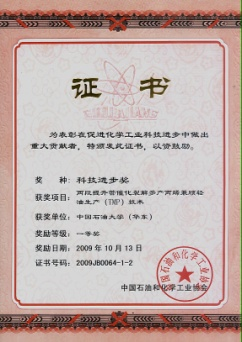 证书
为表彰在促进化学工业科技进步中做出
重大贡献者，特颁发此证书，以资鼓励。
奖 种：科技进步奖
获奖项目：两段提升管催化裂解多产丙烯兼顾轻
油生产（TMP）技术
获奖单位：中国石油大学（华东）
奖励等级：一等奖
奖励日期：2009年10月13日
证书号码：2009JB0064-1-2
中国石油和化学工业协会